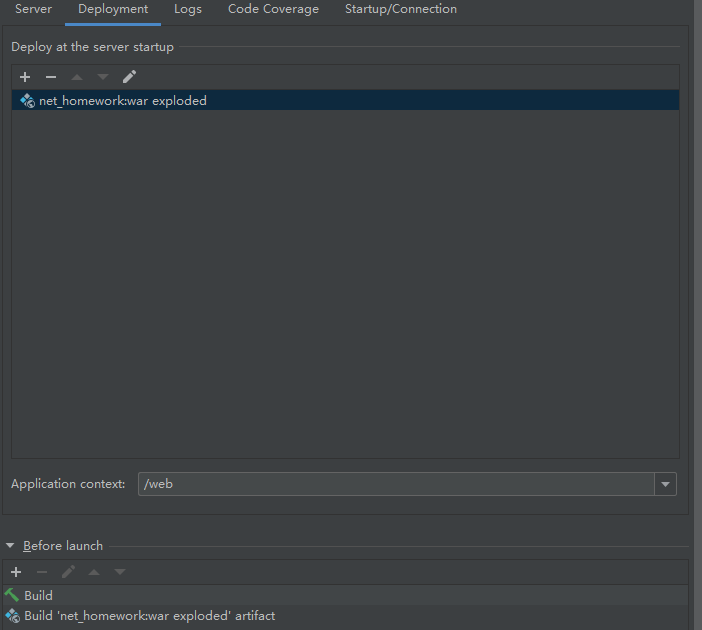 Server Deployment Logs Code Coverage Startup/Connection
Deploy at the server startup
net_homework:war exploded
Application context: /web
Before launch
Build
Build 'net_homework:war exploded' artifact